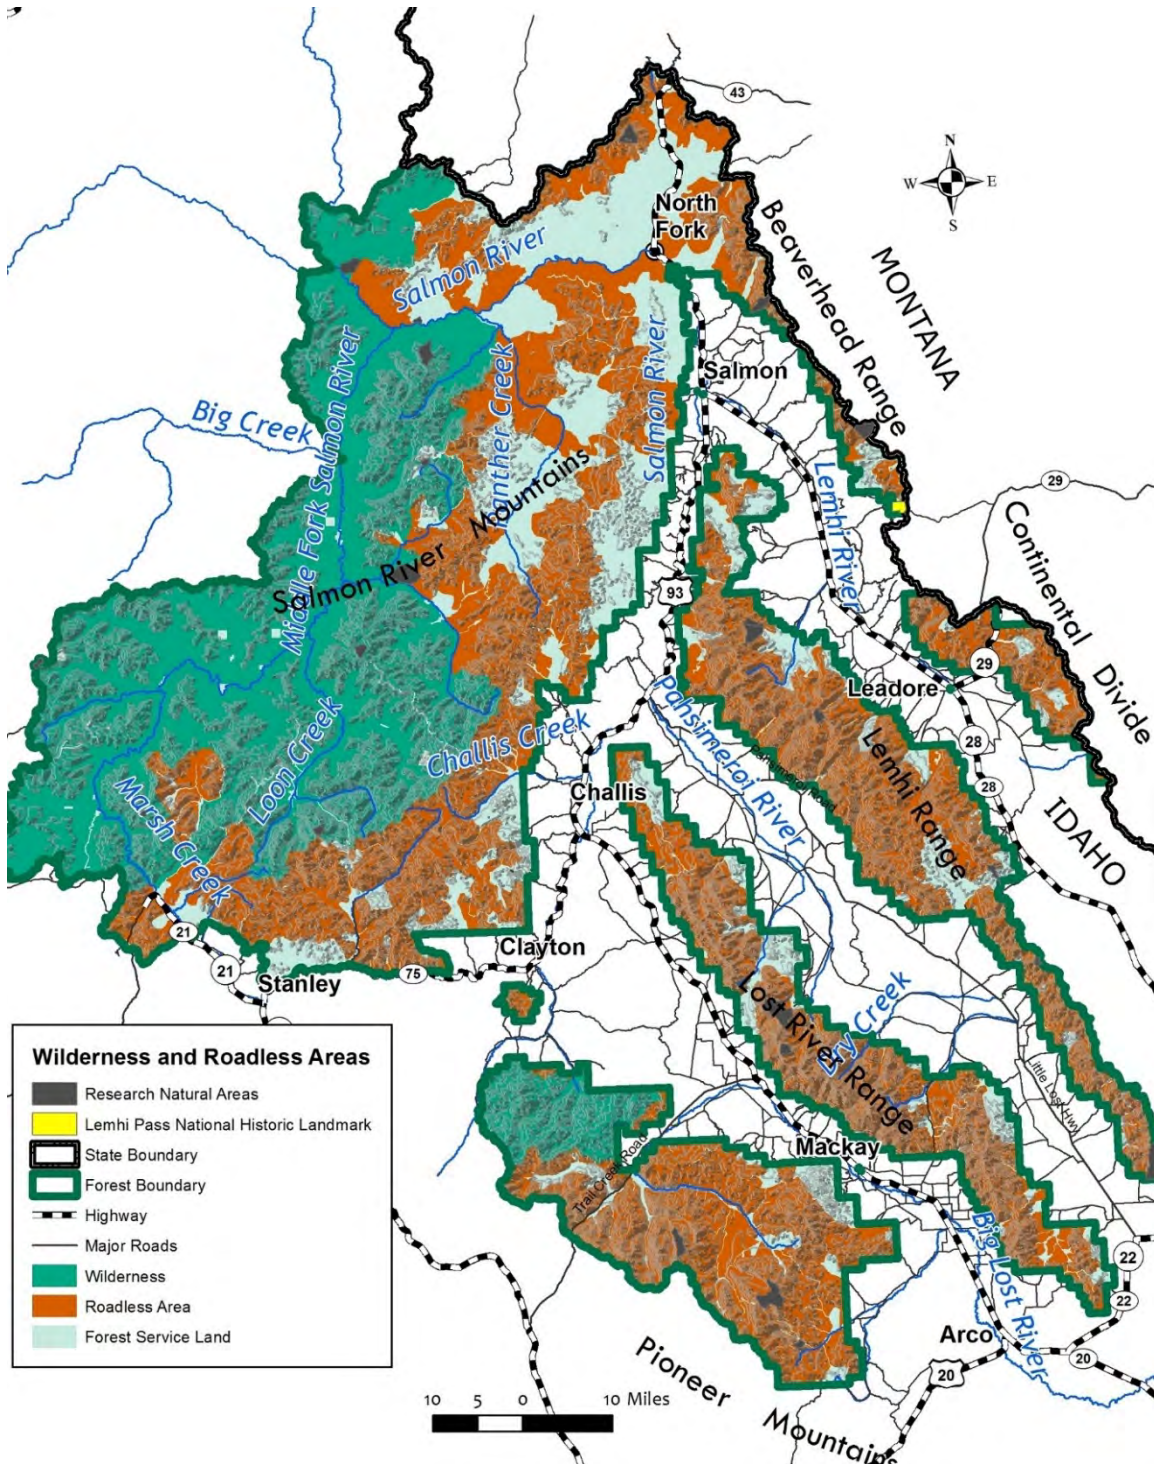 43
N
W
E
S
North
Fork
Beaverhead Range
MONTANA
Salmon River
Salmon River
Salmon
Panther Creek
Middle Fork Salmon River
Big Creek
Lemhi River
29
Continental Divide
Salmon River Mountains
93
29
Leadore
28
28
Pahsimeroi River
Pahsimeroi Road
Lemhi Range
IDAHO
Challis Creek
Loon Creek
Marsh Creek
Challis
21
21
Clayton
75
Stanley
Lost River Range
Dry Creek
Little Lost Hwy
Mackay
Trail Creek Road
Big Lost River
22
22
Arco
20
20
Pioneer Mountains
Wilderness and Roadless Areas
Research Natural Areas
Lemhi Pass National Historic Landmark
State Boundary
Forest Boundary
Highway
Major Roads
Wilderness
Roadless Area
Forest Service Land
10 5 0 10 Miles